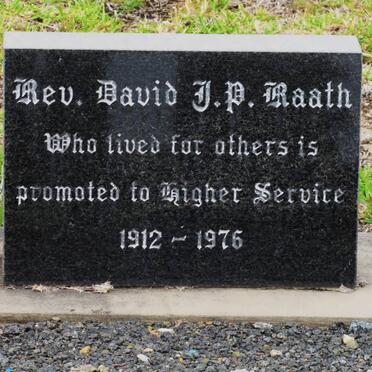 Rev. David J.P. Raath
Who lived for others is
promoted to Higher Service
1912 - 1976